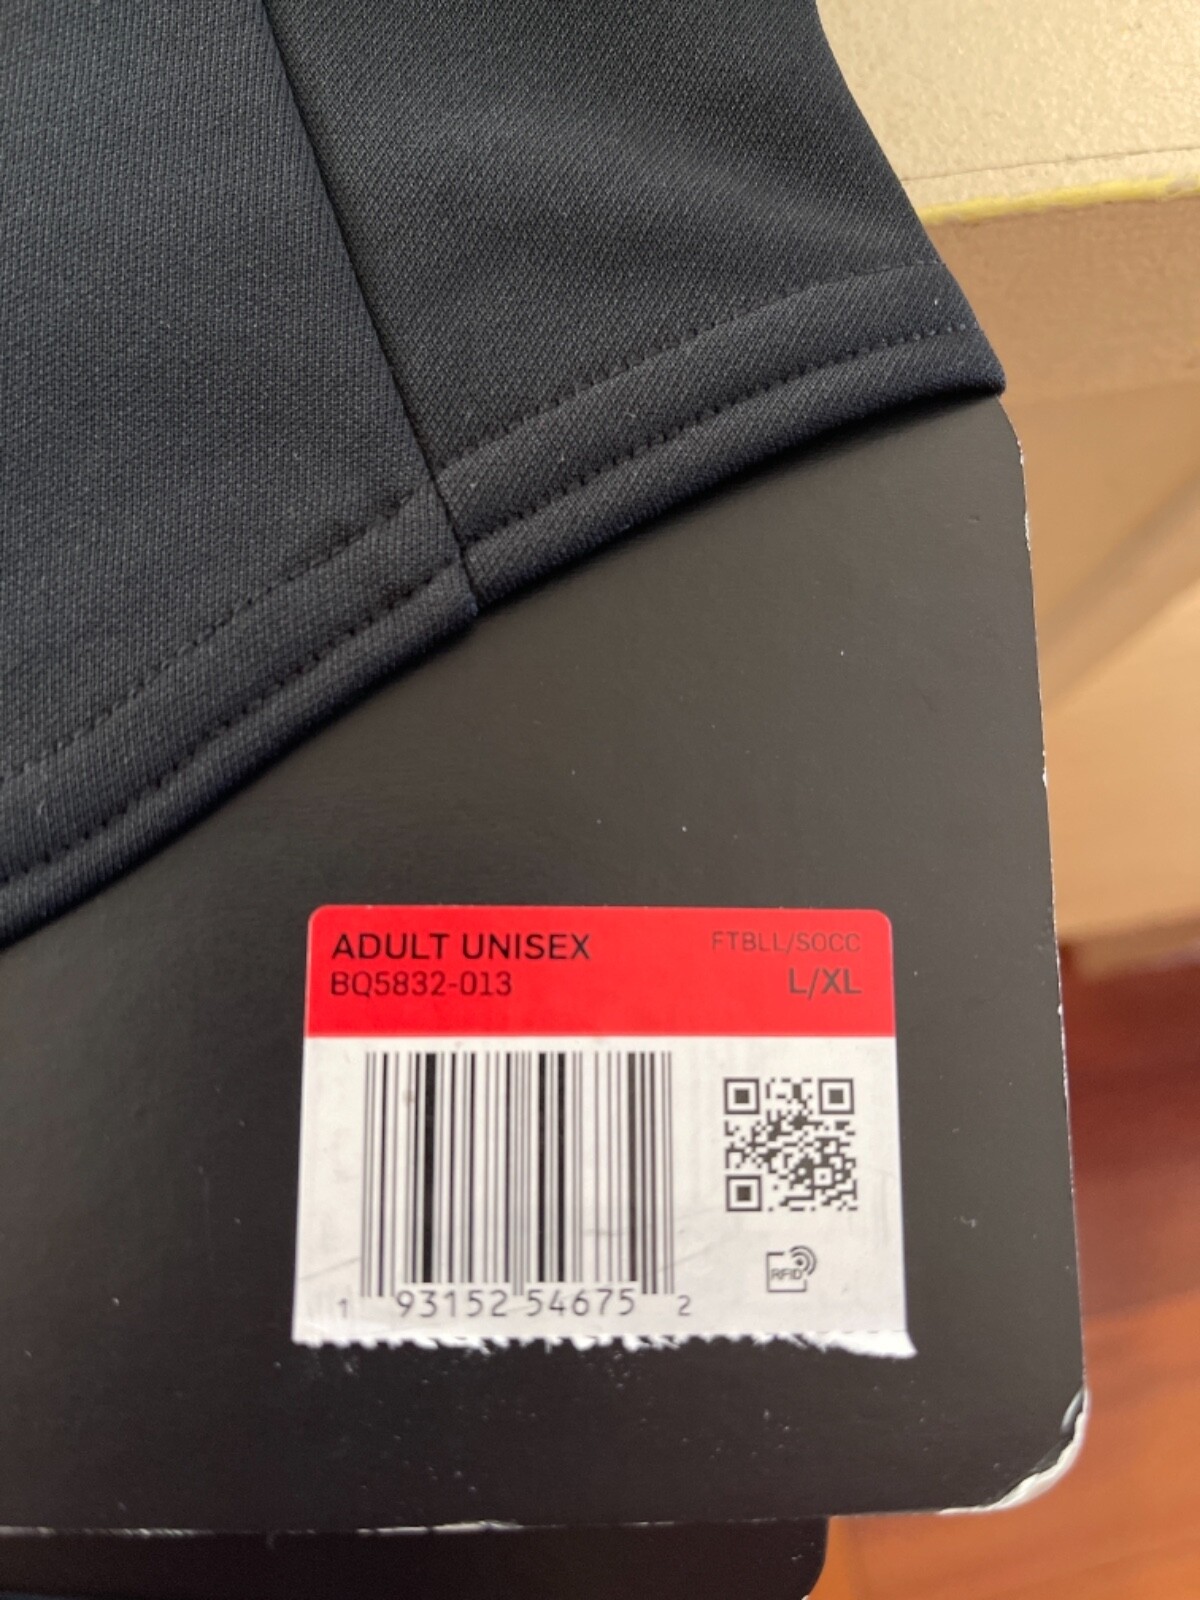 ADULT UNISEX FTBLL/SOCC
BQ5832-013 L/XL
RFID
1 93152 54675 2